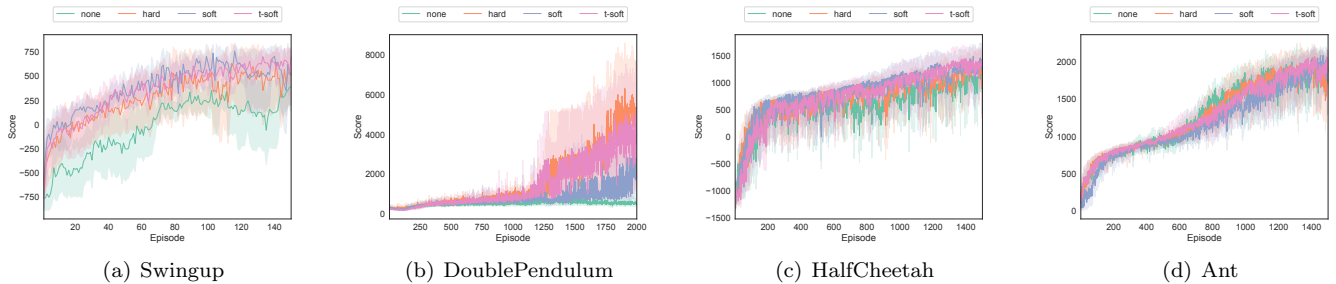 none hard soft t-soft
750
500
250
0
−250
−500
−750
Score
20 40 60 80 100 120 140
Episode
(a) Swingup
none hard soft t-soft
8000
6000
4000
2000
0
Score
250 500 750 1000 1250 1500 1750 2000
Episode
(b) DoublePendulum
none hard soft t-soft
1500
1000
500
0
−500
−1000
−1500
Score
200 400 600 800 1000 1200 1400
Episode
(c) HalfCheetah
none hard soft t-soft
2000
1500
1000
500
0
Score
200 400 600 800 1000 1200 1400
Episode
(d) Ant